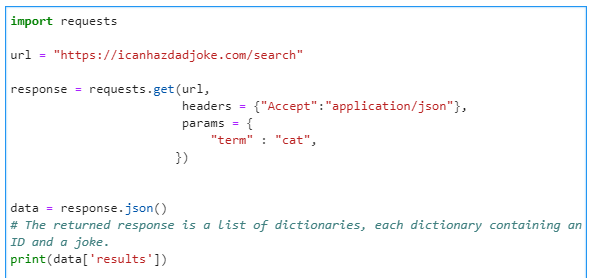 import requests
url = "https://icanhazdadjoke.com/search"
response = requests.get(url,
headers = {"Accept":"application/json"},
params = {
"term" : "cat",
})
data = response.json()
# The returned response is a list of dictionaries, each dictionary containing an
ID and a joke.
print(data['results'])